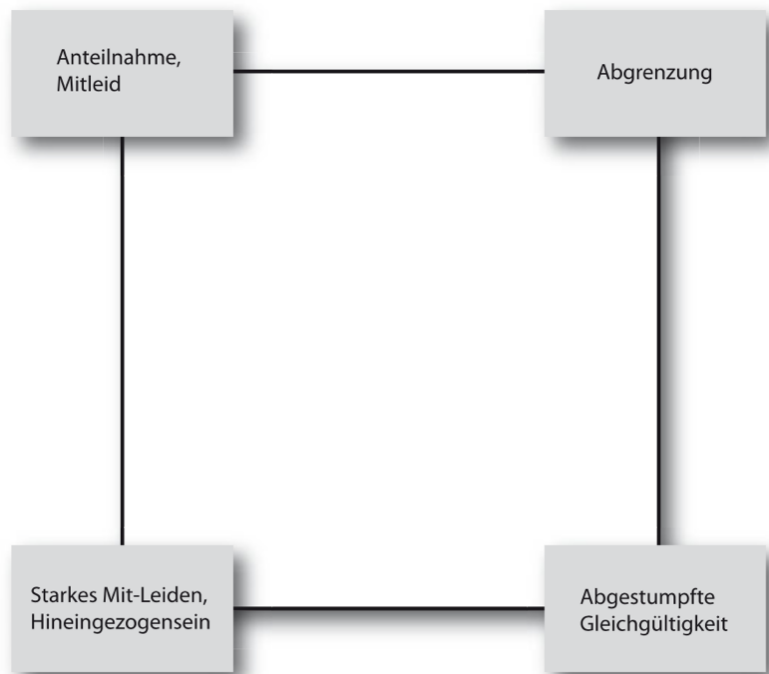 Anteilnahme,
Mitleid
Abgrenzung
Starkes Mit-Leiden,
Hineingezogensein
Abgestumpfte
Gleichgültigkeit